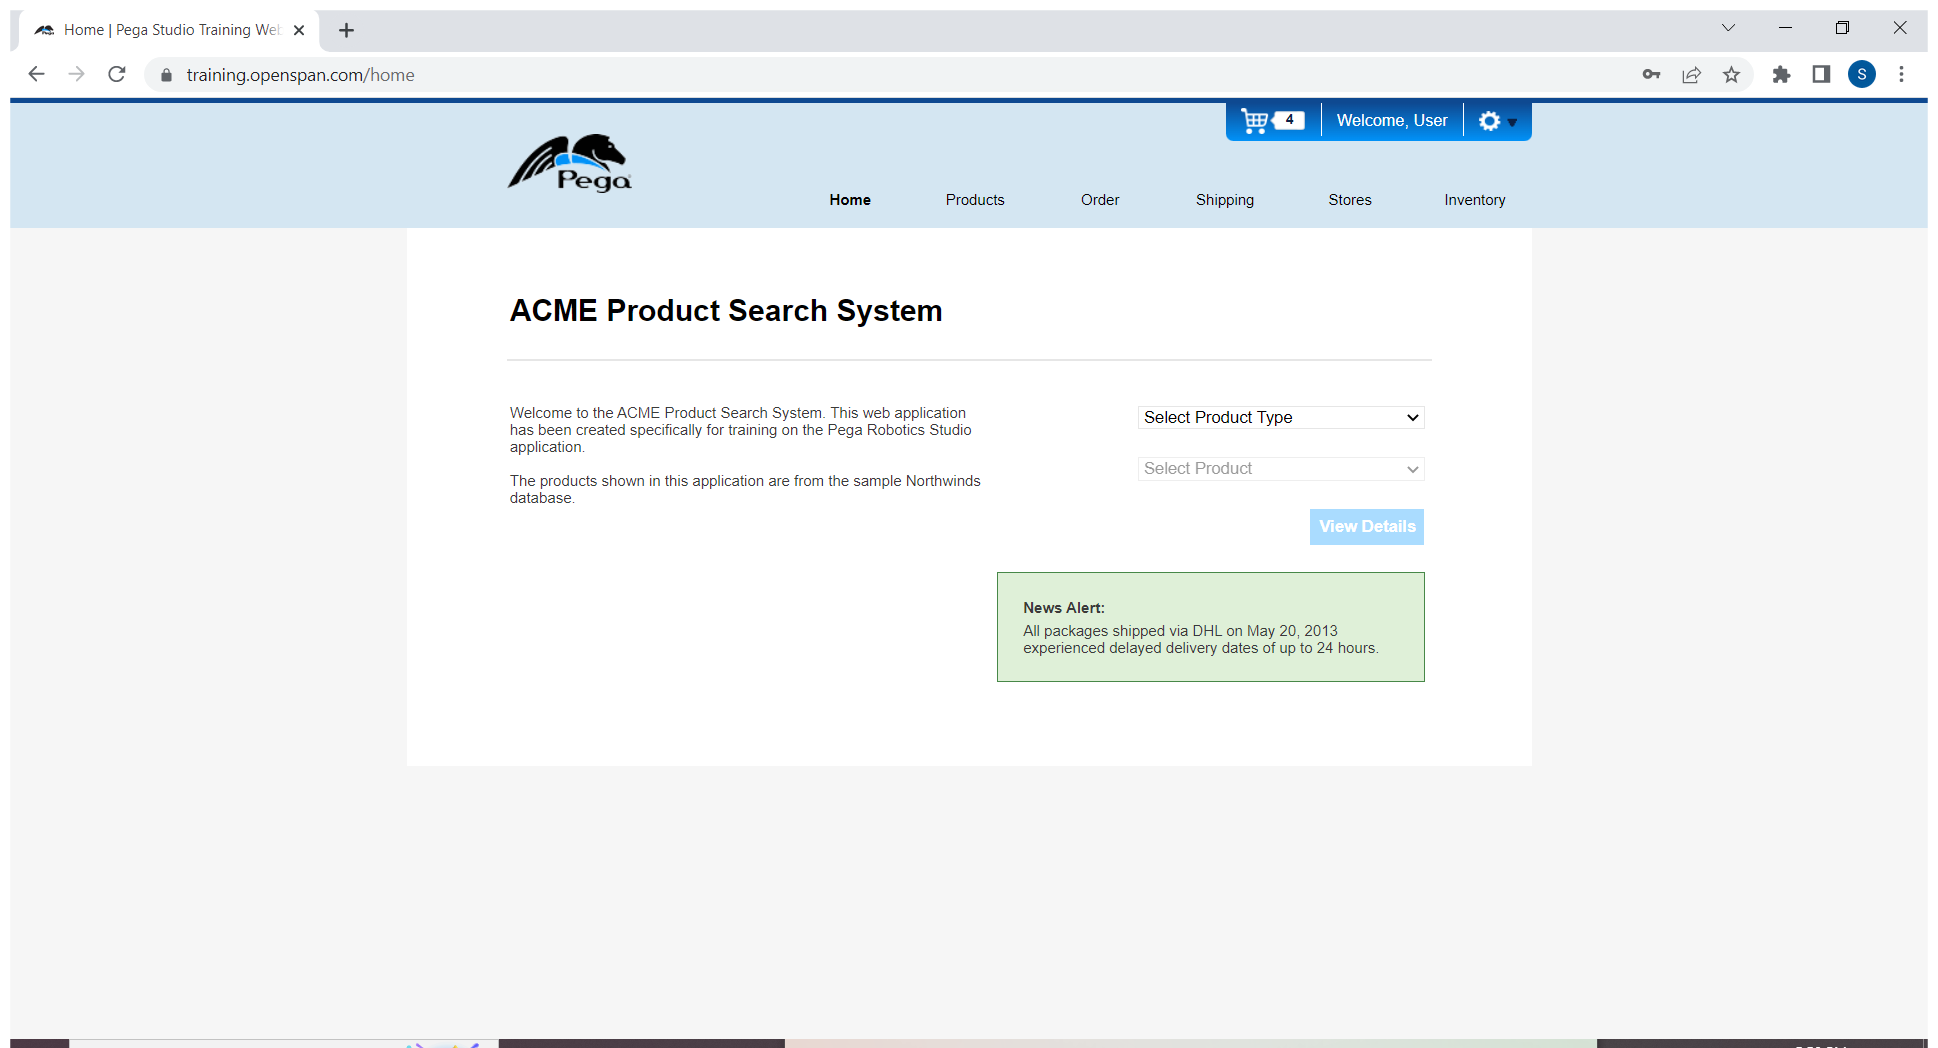 Home | Pega Studio Training Web
training.openspan.com/home
S
4
Welcome, User
Pega
Home
Products
Order
Shipping
Stores
Inventory
ACME Product Search System
Welcome to the ACME Product Search System. This web application
has been created specifically for training on the Pega Robotics Studio
application.
The products shown in this application are from the sample Northwinds
database.
Select Product Type
Select Product
View Details
News Alert:
All packages shipped via DHL on May 20, 2013
experienced delayed delivery dates of up to 24 hours.